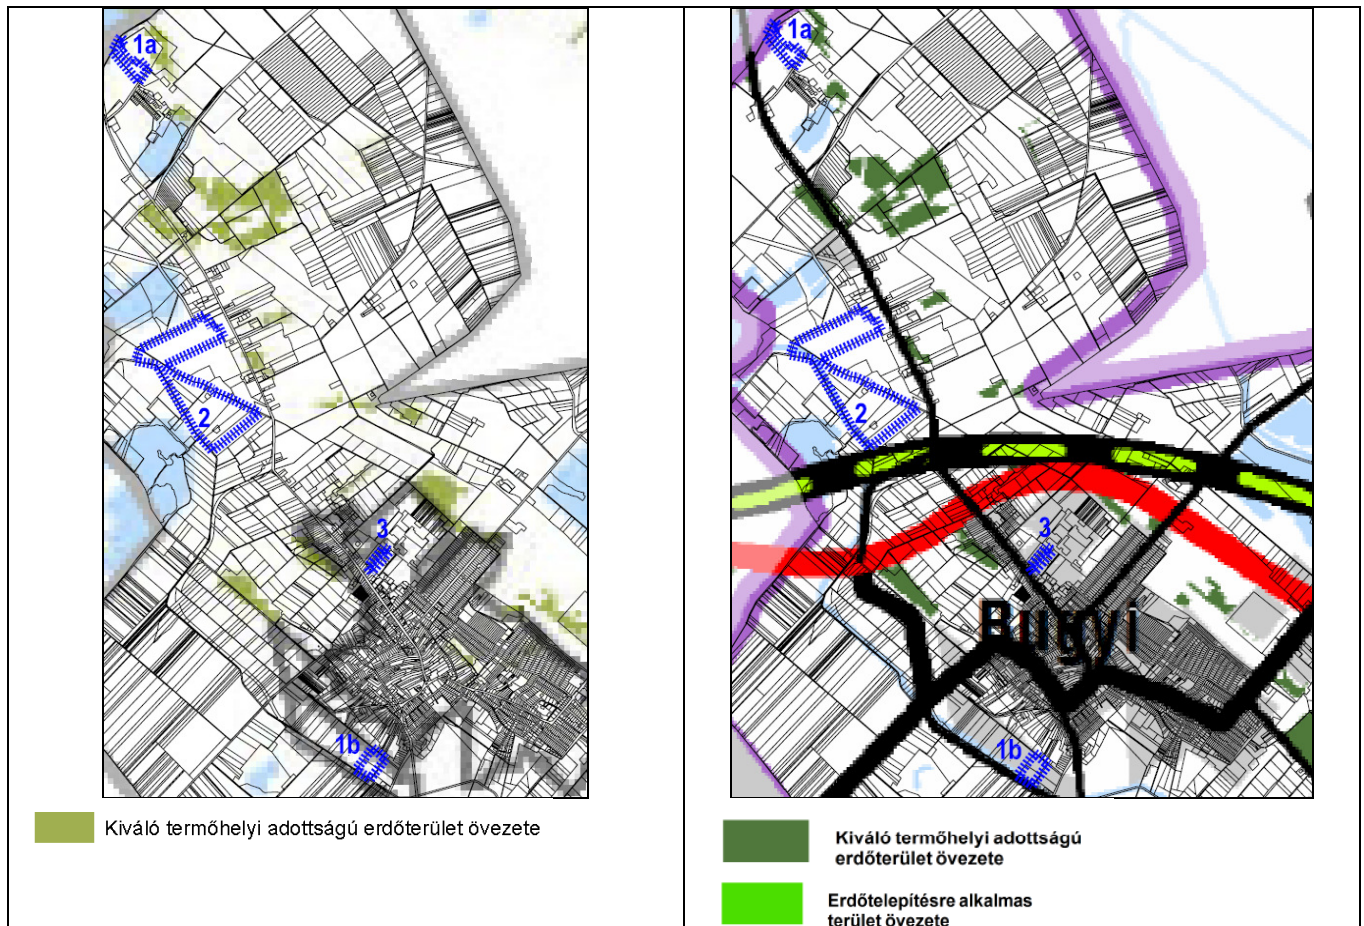 1a
2
3
1b
Kiváló termőhelyi adottságú erdőterület övezete
1a
2
3
Bugyi
1b
Kiváló termőhelyi adottságú
erdőterület övezete
Erdőtelepítésre alkalmas
terület övezete